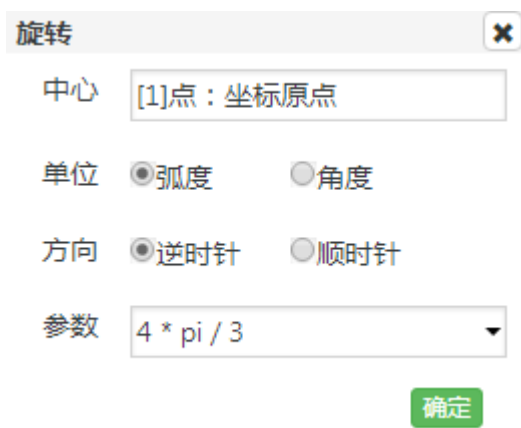 旋转
中心 [1]点：坐标原点
单位 弧度 角度
方向 逆时针 顺时针
参数 4 * pi / 3
确定